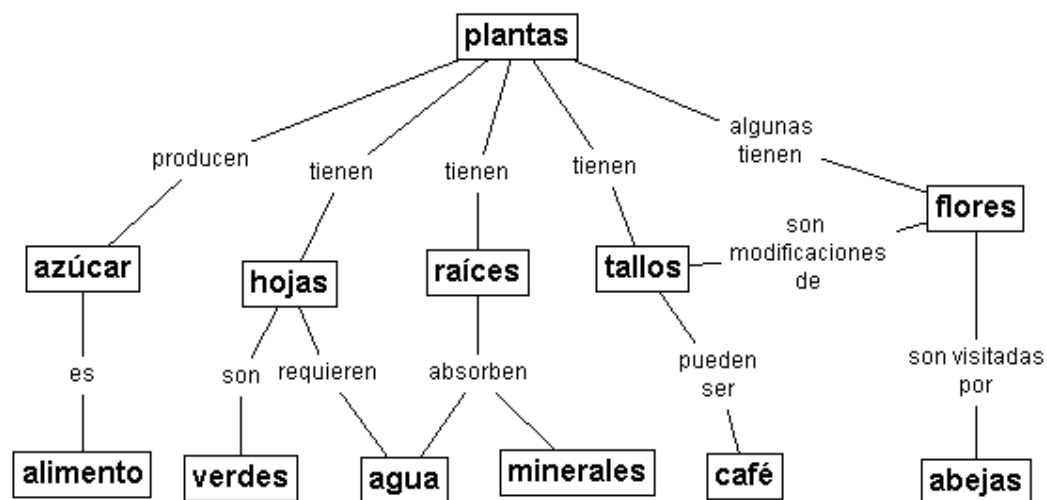 plantas
algunas
tienen
producen
tienen
tienen
tienen
flores
son
modificaciones
de
azúcar
hojas
raíces
tallos
es
son
requieren
absorben
pueden
ser
son visitadas
por
alimento
verdes
agua
minerales
café
abejas